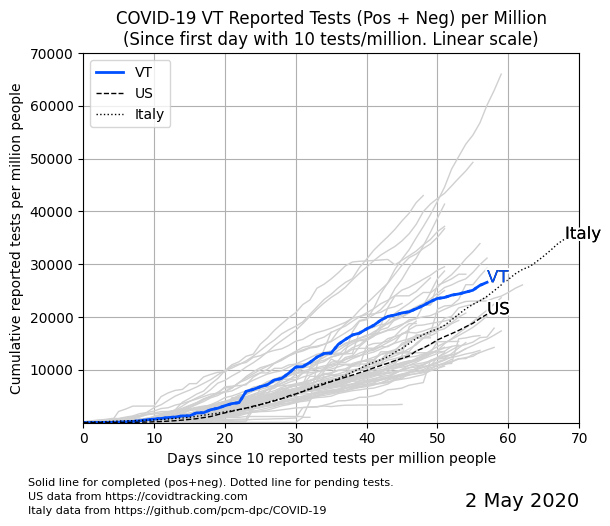 COVID-19 VT Reported Tests (Pos + Neg) per Million
(Since first day with 10 tests/million. Linear scale)
70000
60000
50000
40000
30000
20000
10000
Cumulative reported tests per million people
VT
US
Italy
Italy
VT
US
0 10 20 30 40 50 60 70
Days since 10 reported tests per million people
Solid line for completed (pos+neg). Dotted line for pending tests.
US data from https://covidtracking.com
Italy data from https://github.com/pcm-dpc/COVID-19
2 May 2020